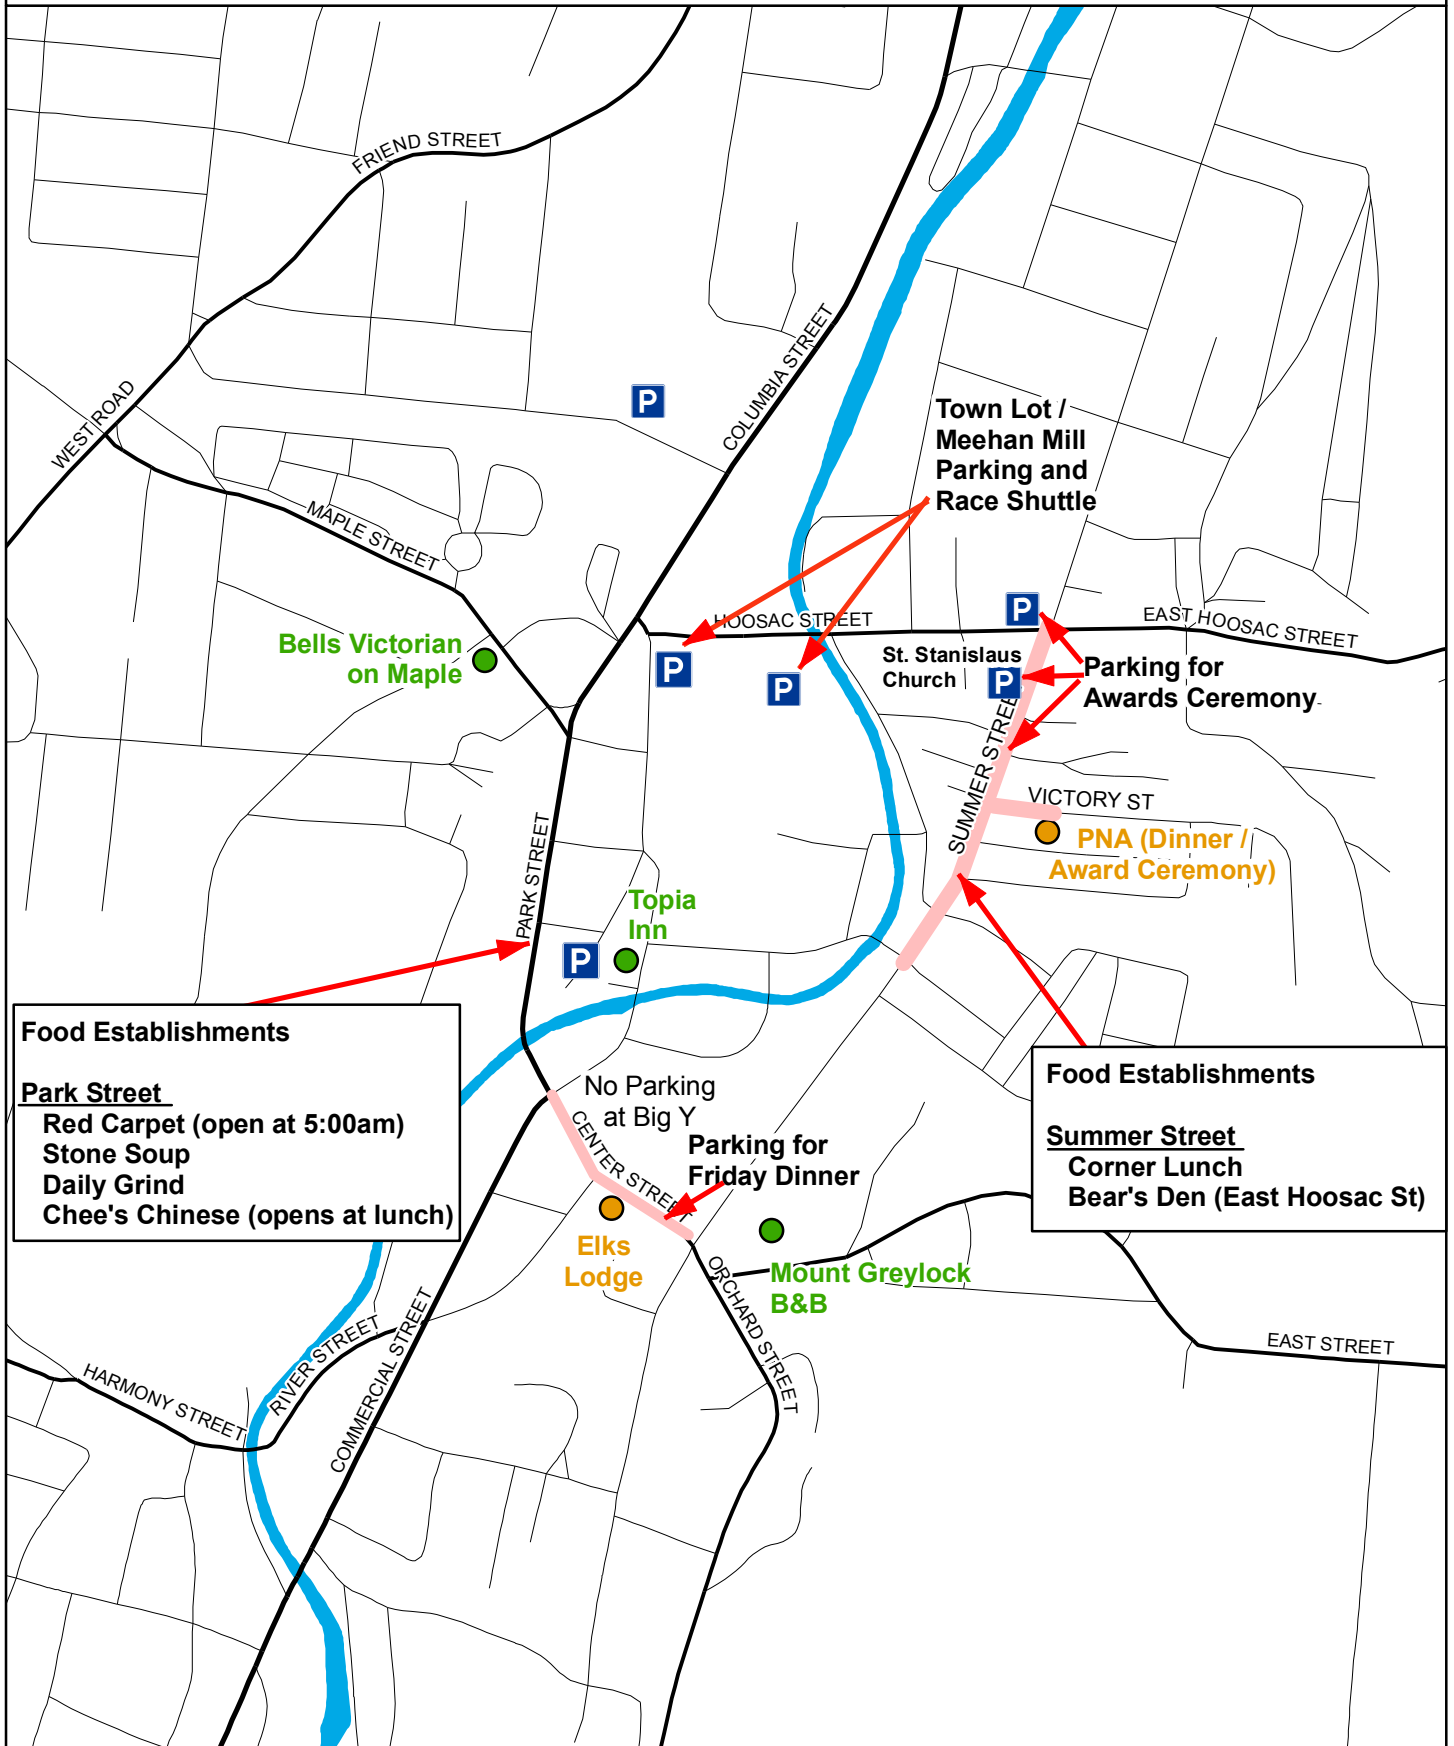 FRIEND STREET
COLUMBIA STREET
WEST ROAD
P
Town Lot /
Meehan Mill
Parking and
Race Shuttle
MAPLE STREET
HOOSAC STREET
P
EAST HOOSAC STREET
Bells Victorian
on Maple
P
P
St. Stanislaus
Church
P
Parking for
Awards Ceremony
SUMMER STREET
VICTORY ST
PNA (Dinner /
Award Ceremony)
PARK STREET
Topia
Inn
P
Food Establishments
Park Street
Red Carpet (open at 5:00am)
Stone Soup
Daily Grind
Chee's Chinese (opens at lunch)
No Parking
at Big Y
CENTER STREET
Parking for
Friday Dinner
Food Establishments
Summer Street
Corner Lunch
Bear's Den (East Hoosac St)
Elks
Lodge
Mount Greylock
B&B
ORCHARD STREET
EAST STREET
RIVER STREET
COMMERCIAL STREET
HARMONY STREET